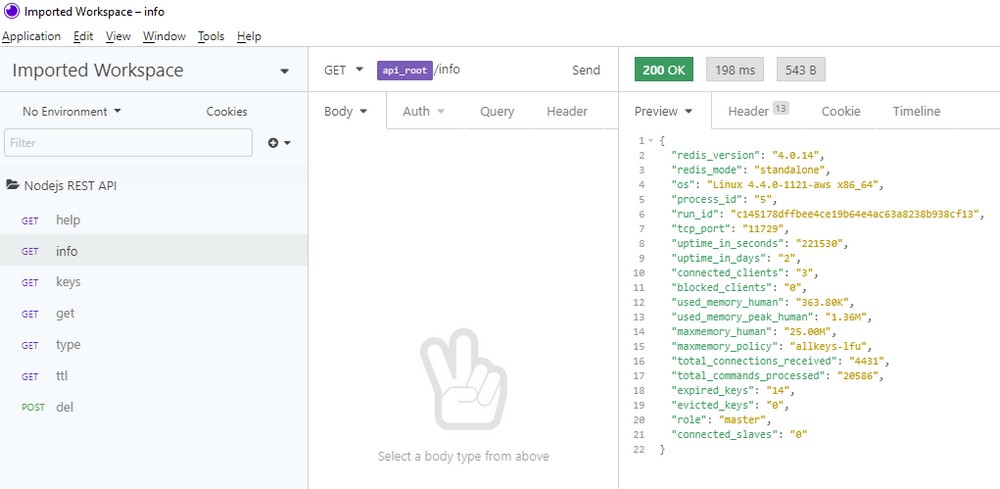 Imported Workspace – info
Application Edit View Window Tools Help
Imported Workspace
No Environment Cookies
Filter
Nodejs REST API
GET help
GET info
GET keys
GET get
GET type
GET ttl
POST del
GET api_root/info Send
Body Auth Query Header
Select a body type from above
200 OK 198 ms 543 B
Preview Header 13 Cookie Timeline
1 {
2 "redis_version": "4.0.14",
3 "redis_mode": "standalone",
4 "os": "Linux 4.4.0-1121-aws x86_64",
5 "process_id": "5",
6 "run_id": "c145178dffbee4ce19b64e4ac63a8238b938cf13",
7 "tcp_port": "11729",
8 "uptime_in_seconds": "221530",
9 "uptime_in_days": "2",
10 "connected_clients": "3",
11 "blocked_clients": "0",
12 "used_memory_human": "363.80K",
13 "used_memory_peak_human": "1.36M",
14 "maxmemory_human": "25.00M",
15 "maxmemory_policy": "allkeys-lfu",
16 "total_connections_received": "4431",
17 "total_commands_processed": "20586",
18 "expired_keys": "14",
19 "evicted_keys": "0",
20 "role": "master",
21 "connected_slaves": "0"
22 }